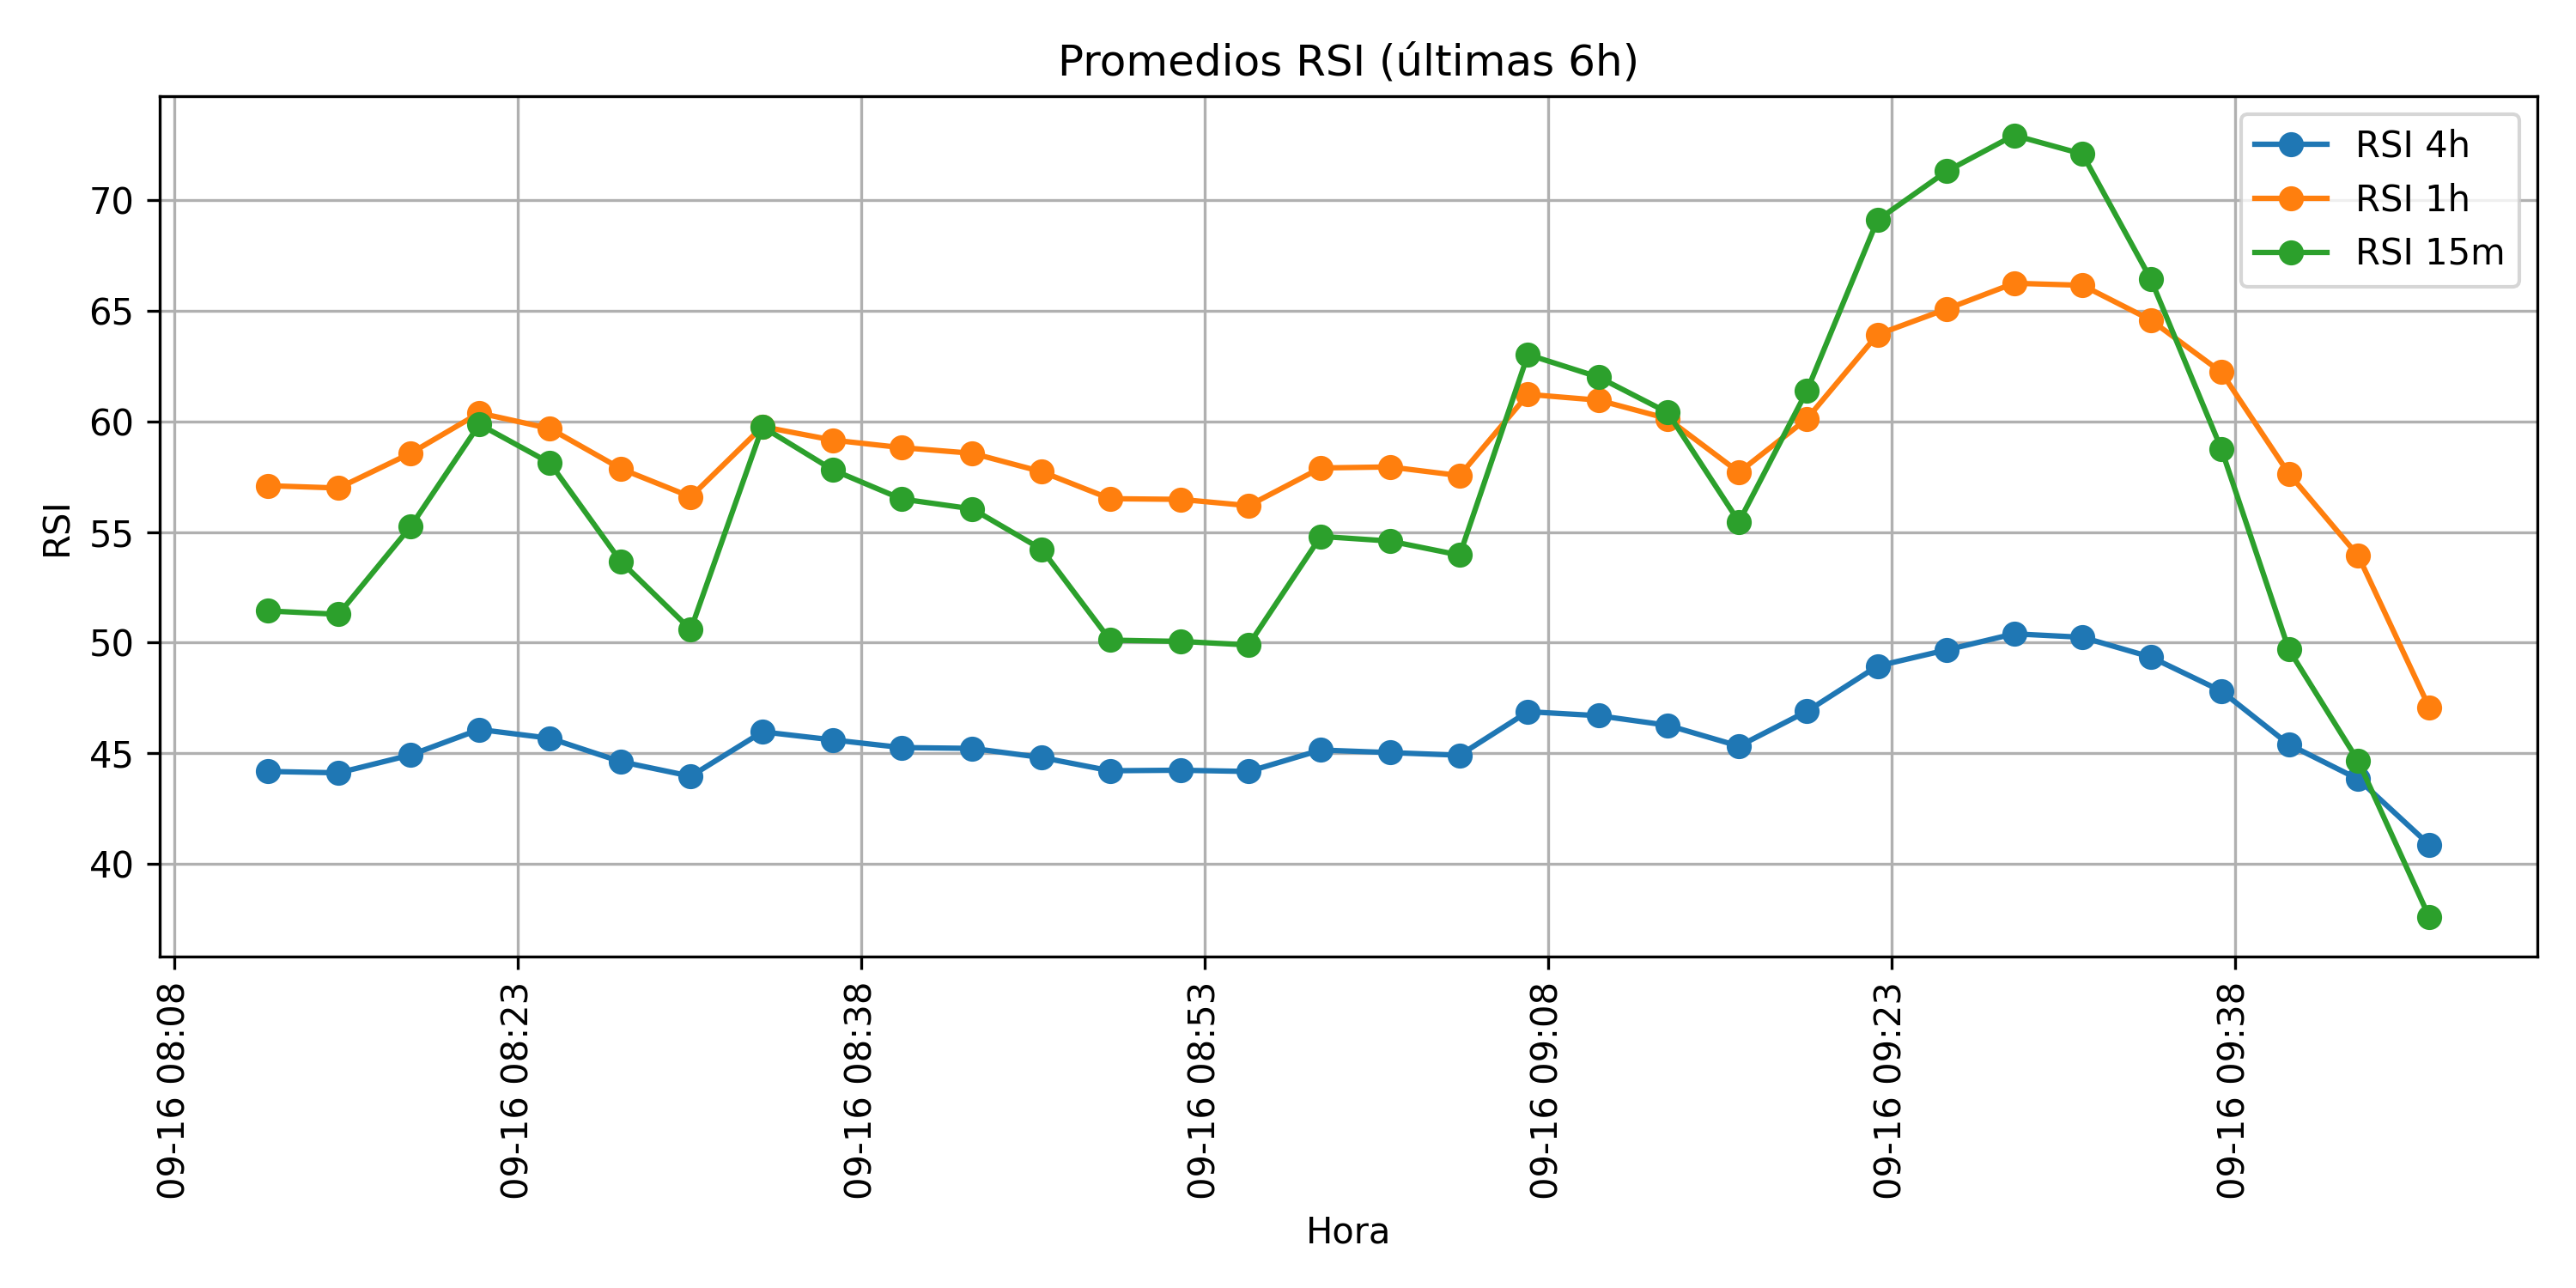 Promedios RSI (últimas 6h)
RSI 4h
RSI 1h
RSI 15m
RSI
70
65
60
55
50
45
40
09-16 08:08
09-16 08:23
09-16 08:38
09-16 08:53
09-16 09:08
09-16 09:23
09-16 09:38
Hora